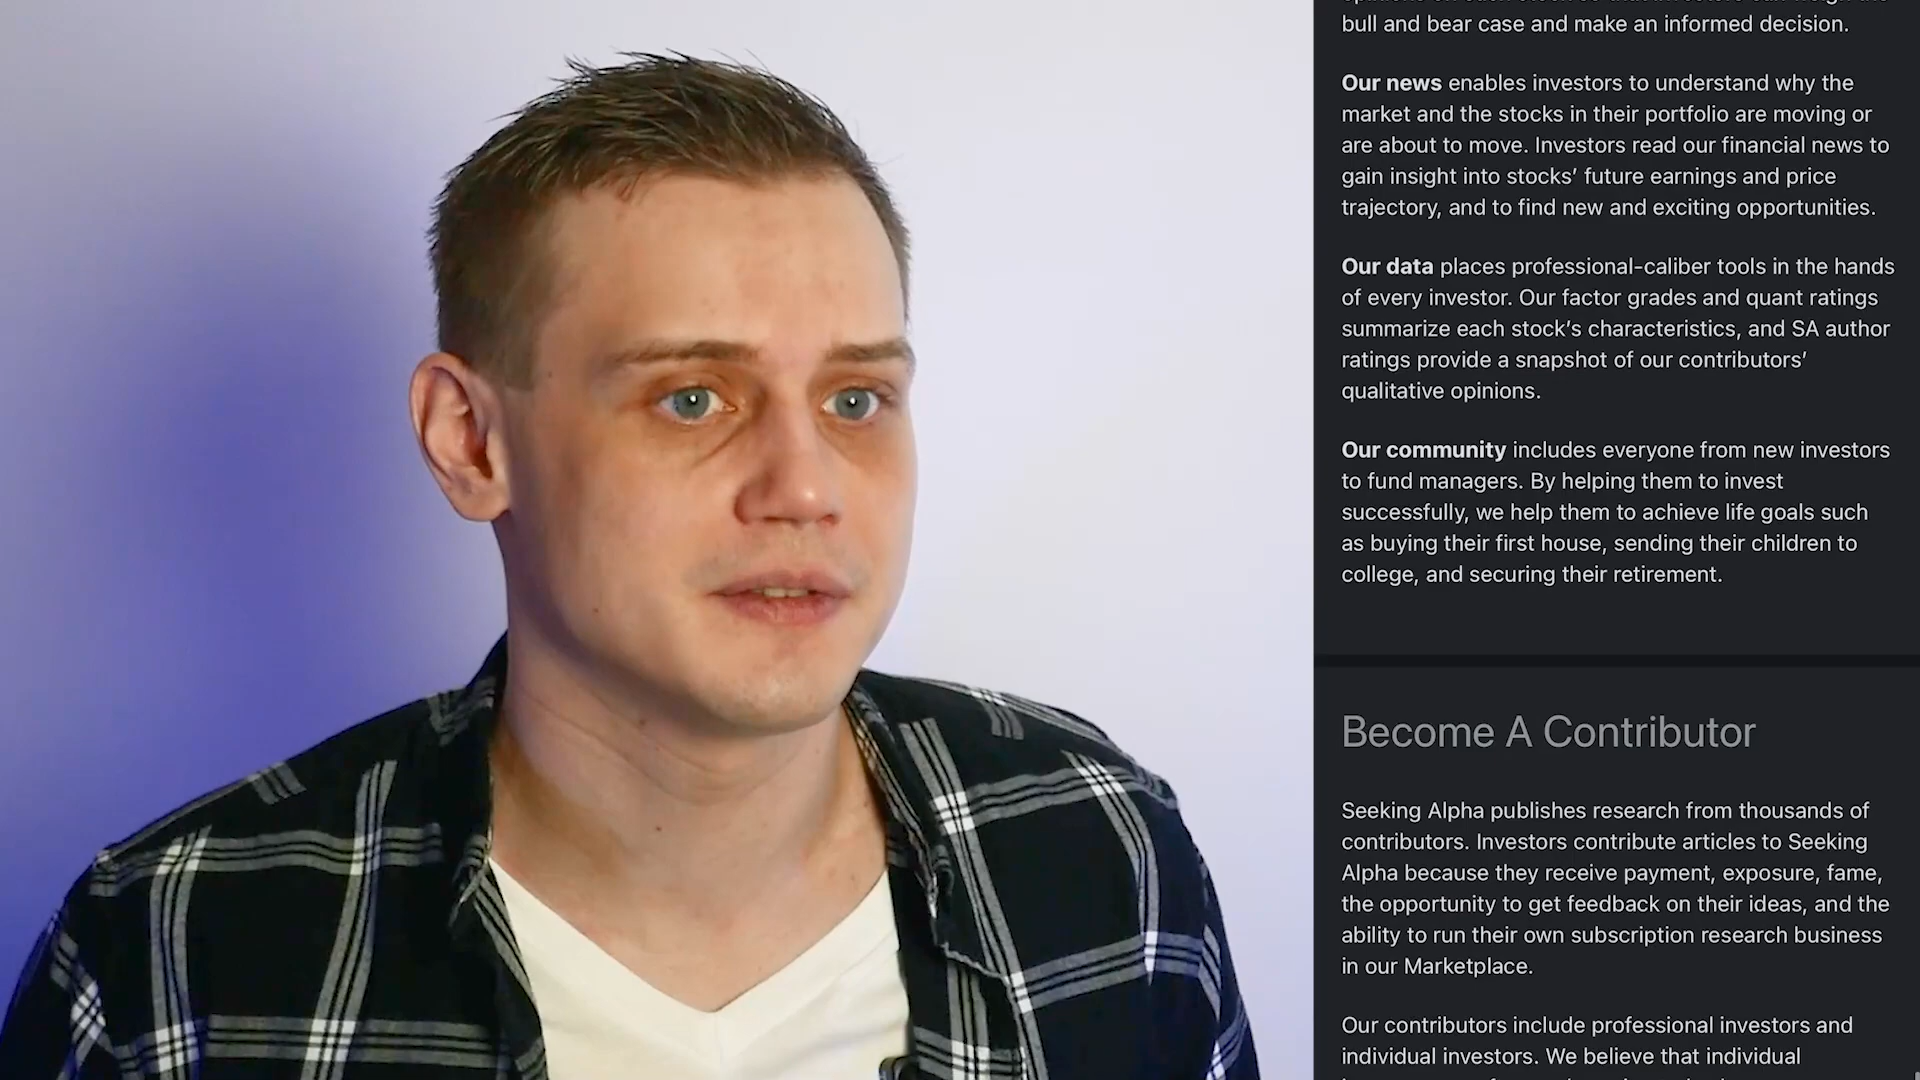 bull and bear case and make an informed decision.
Our news enables investors to understand why the
market and the stocks in their portfolio are moving or
are about to move. Investors read our financial news to
gain insight into stocks’ future earnings and price
trajectory, and to find new and exciting opportunities.
Our data places professional-caliber tools in the hands
of every investor. Our factor grades and quant ratings
summarize each stock’s characteristics, and SA author
ratings provide a snapshot of our contributors’
qualitative opinions.
Our community includes everyone from new investors
to fund managers. By helping them to invest
successfully, we help them to achieve life goals such
as buying their first house, sending their children to
college, and securing their retirement.
Become A Contributor
Seeking Alpha publishes research from thousands of
contributors. Investors contribute articles to Seeking
Alpha because they receive payment, exposure, fame,
the opportunity to get feedback on their ideas, and the
ability to run their own subscription research business
in our Marketplace.
Our contributors include professional investors and
individual investors. We believe that individual